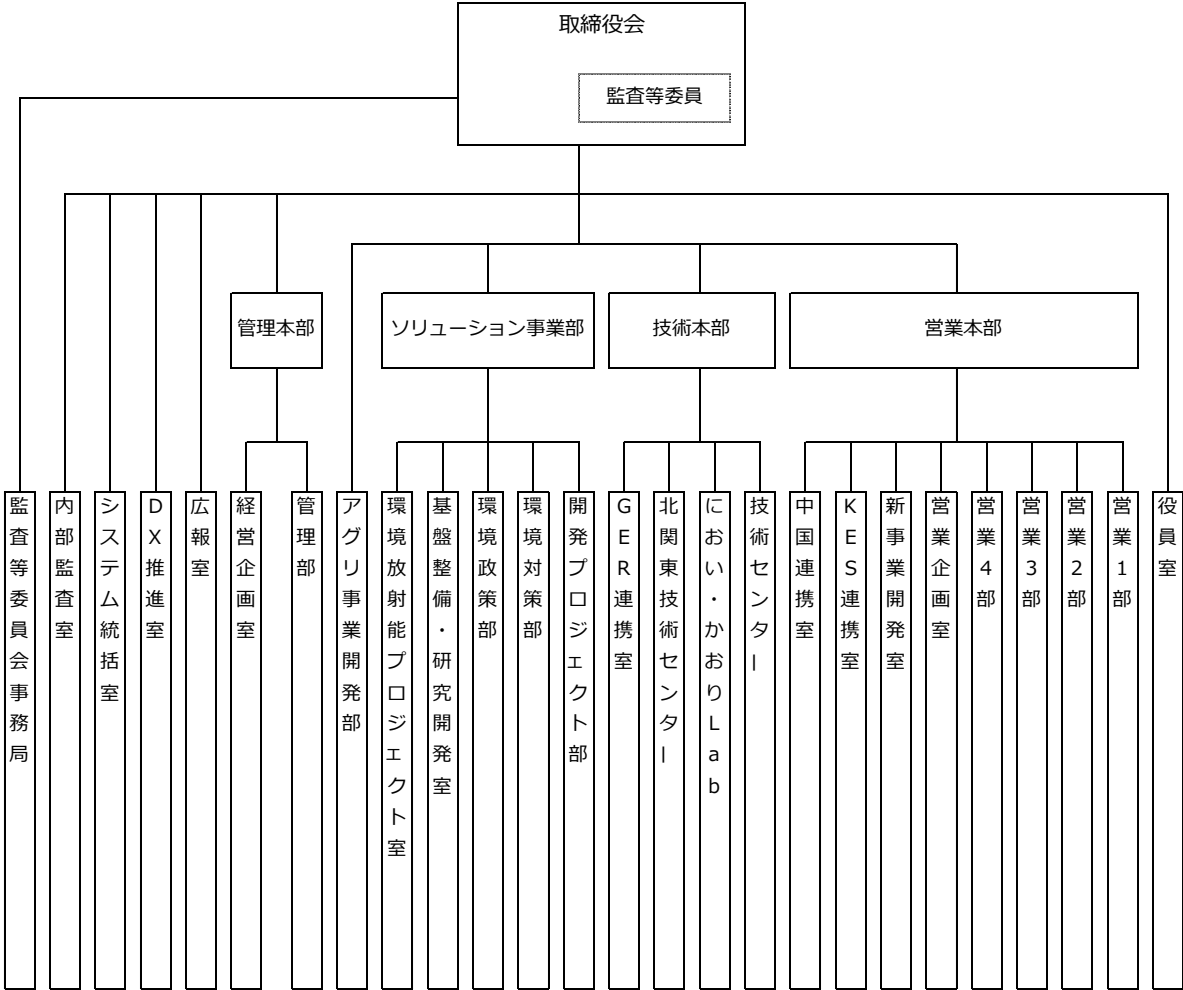 取締役会
監査等委員
管理本部
ソリューション事業部
技術本部
営業本部
監査等委員会事務局
内部監査室
システム統括室
DX推進室
広報室
経営企画室
管理部
アグリ事業開発部
環境放射能プロジェクト室
基盤整備・研究開発室
環境政策部
環境対策部
開発プロジェクト部
GER連携室
北関東技術センター
におい・かおりLab
技術センター
中国連携室
KES連携室
新事業開発室
営業企画室
営業4部
営業3部
営業2部
営業1部
役員室